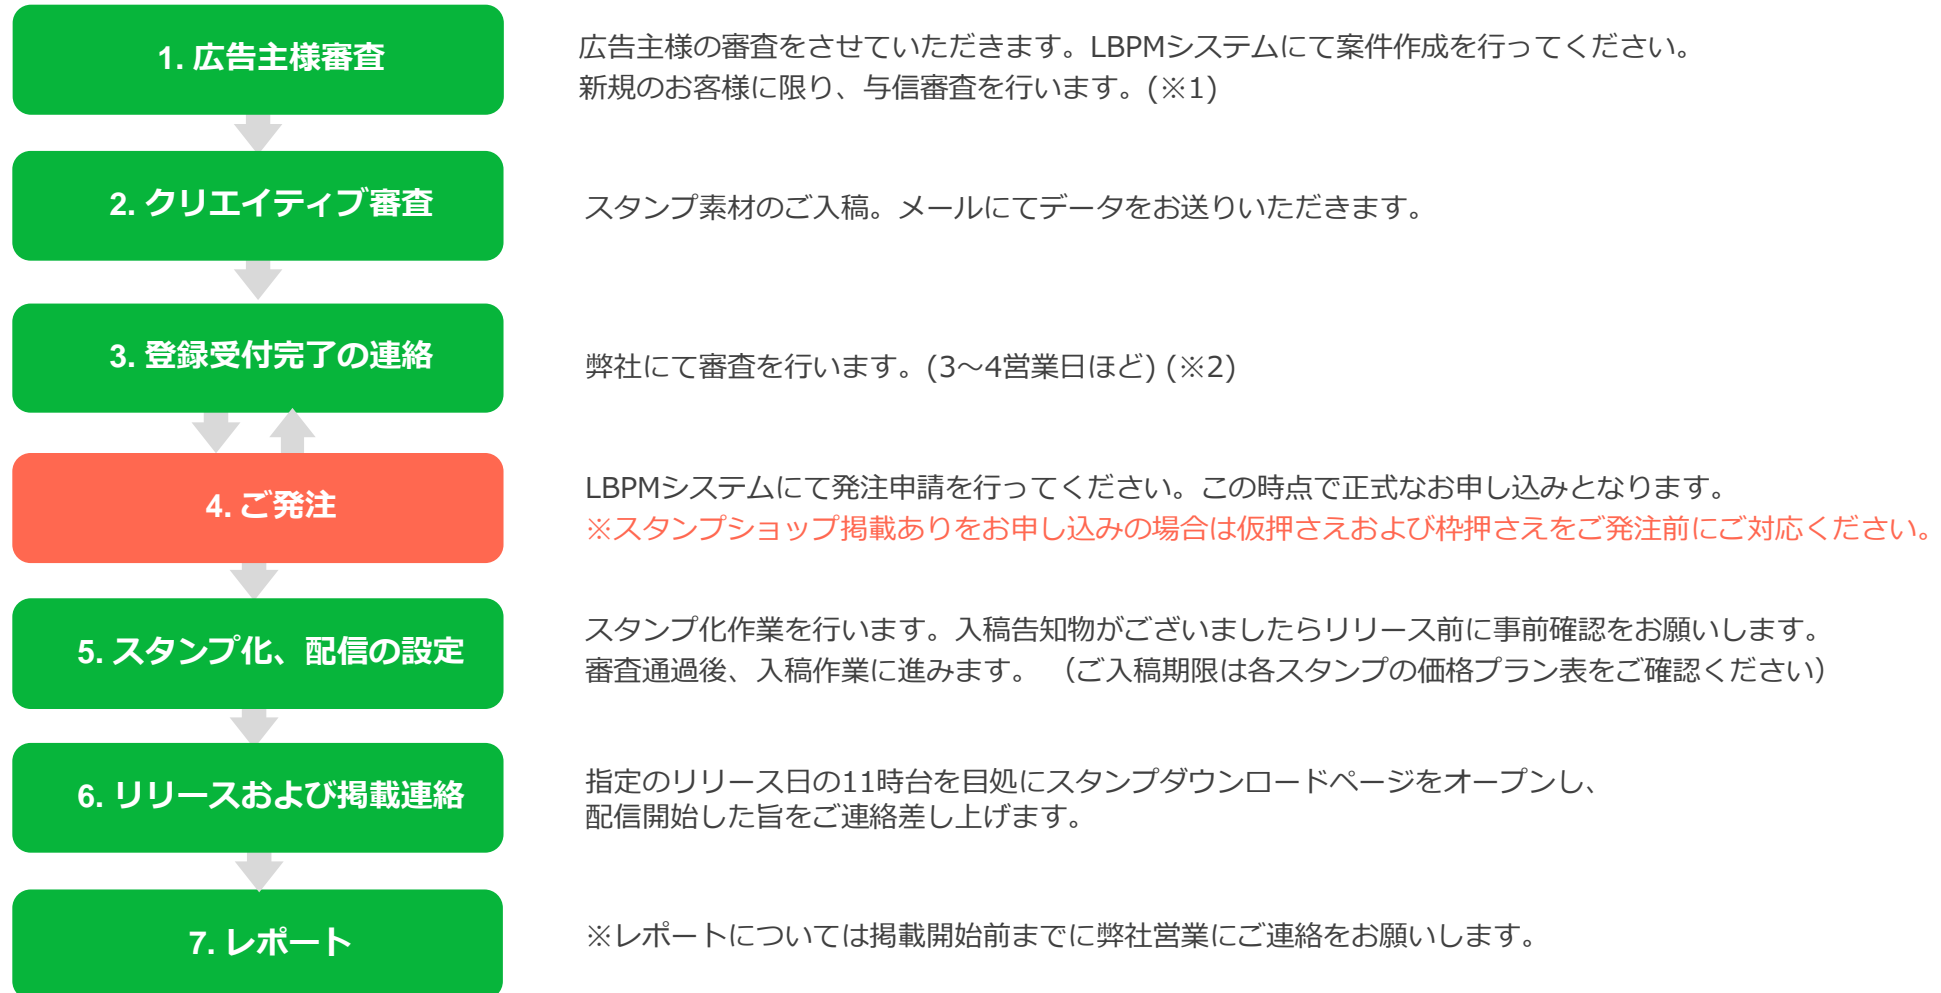 1. 広告主様審査
広告主様の審査をさせていただきます。LBPMシステムにて案件作成を行ってください。
新規のお客様に限り、与信審査を行います。(※1)
2. クリエイティブ審査
スタンプ素材のご入稿。メールにてデータをお送りいただきます。
3. 登録受付完了の連絡
弊社にて審査を行います。(3～4営業日ほど) (※2)
4. ご発注
LBPMシステムにて発注申請を行ってください。この時点で正式なお申し込みとなります。
※スタンプショップ掲載ありをお申し込みの場合は仮押さえおよび枠押さえをご発注前にご対応ください。
5. スタンプ化、配信の設定
スタンプ化作業を行います。入稿告知物がございましたらリリース前に事前確認をお願いします。
審査通過後、入稿作業に進みます。 （ご入稿期限は各スタンプの価格プラン表をご確認ください）
6. リリースおよび掲載連絡
指定のリリース日の11時台を目処にスタンプダウンロードページをオープンし、
配信開始した旨をご連絡差し上げます。
7. レポート
※レポートについては掲載開始前までに弊社営業にご連絡をお願いします。